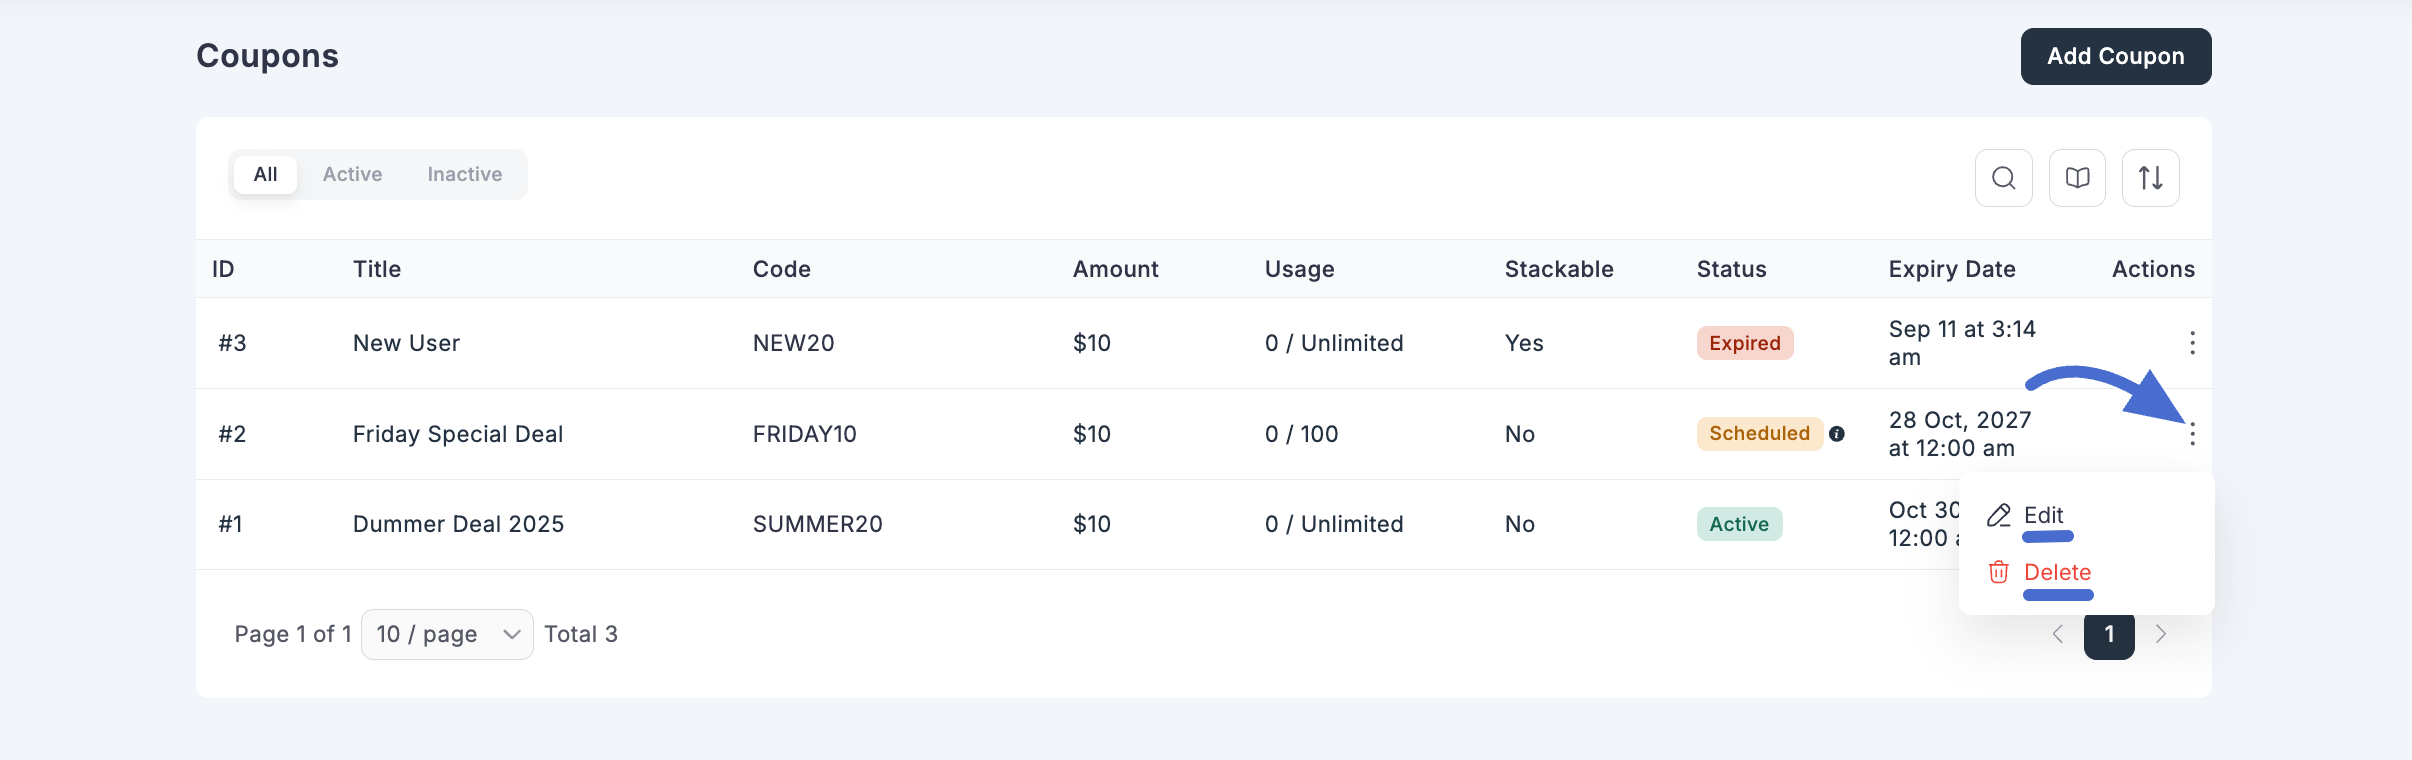 Coupons
Add Coupon
All Active Inactive
ID Title Code Amount Usage Stackable Status Expiry Date Actions
#3 New User NEW20 $10 0 / Unlimited Yes Expired Sep 11 at 3:14
am
#2 Friday Special Deal FRIDAY10 $10 0 / 100 No Scheduled 28 Oct, 2027
at 12:00 am
#1 Dummer Deal 2025 SUMMER20 $10 0 / Unlimited No Active Oct 30
12:00
Edit
Delete
Page 1 of 1 10 / page Total 3
1